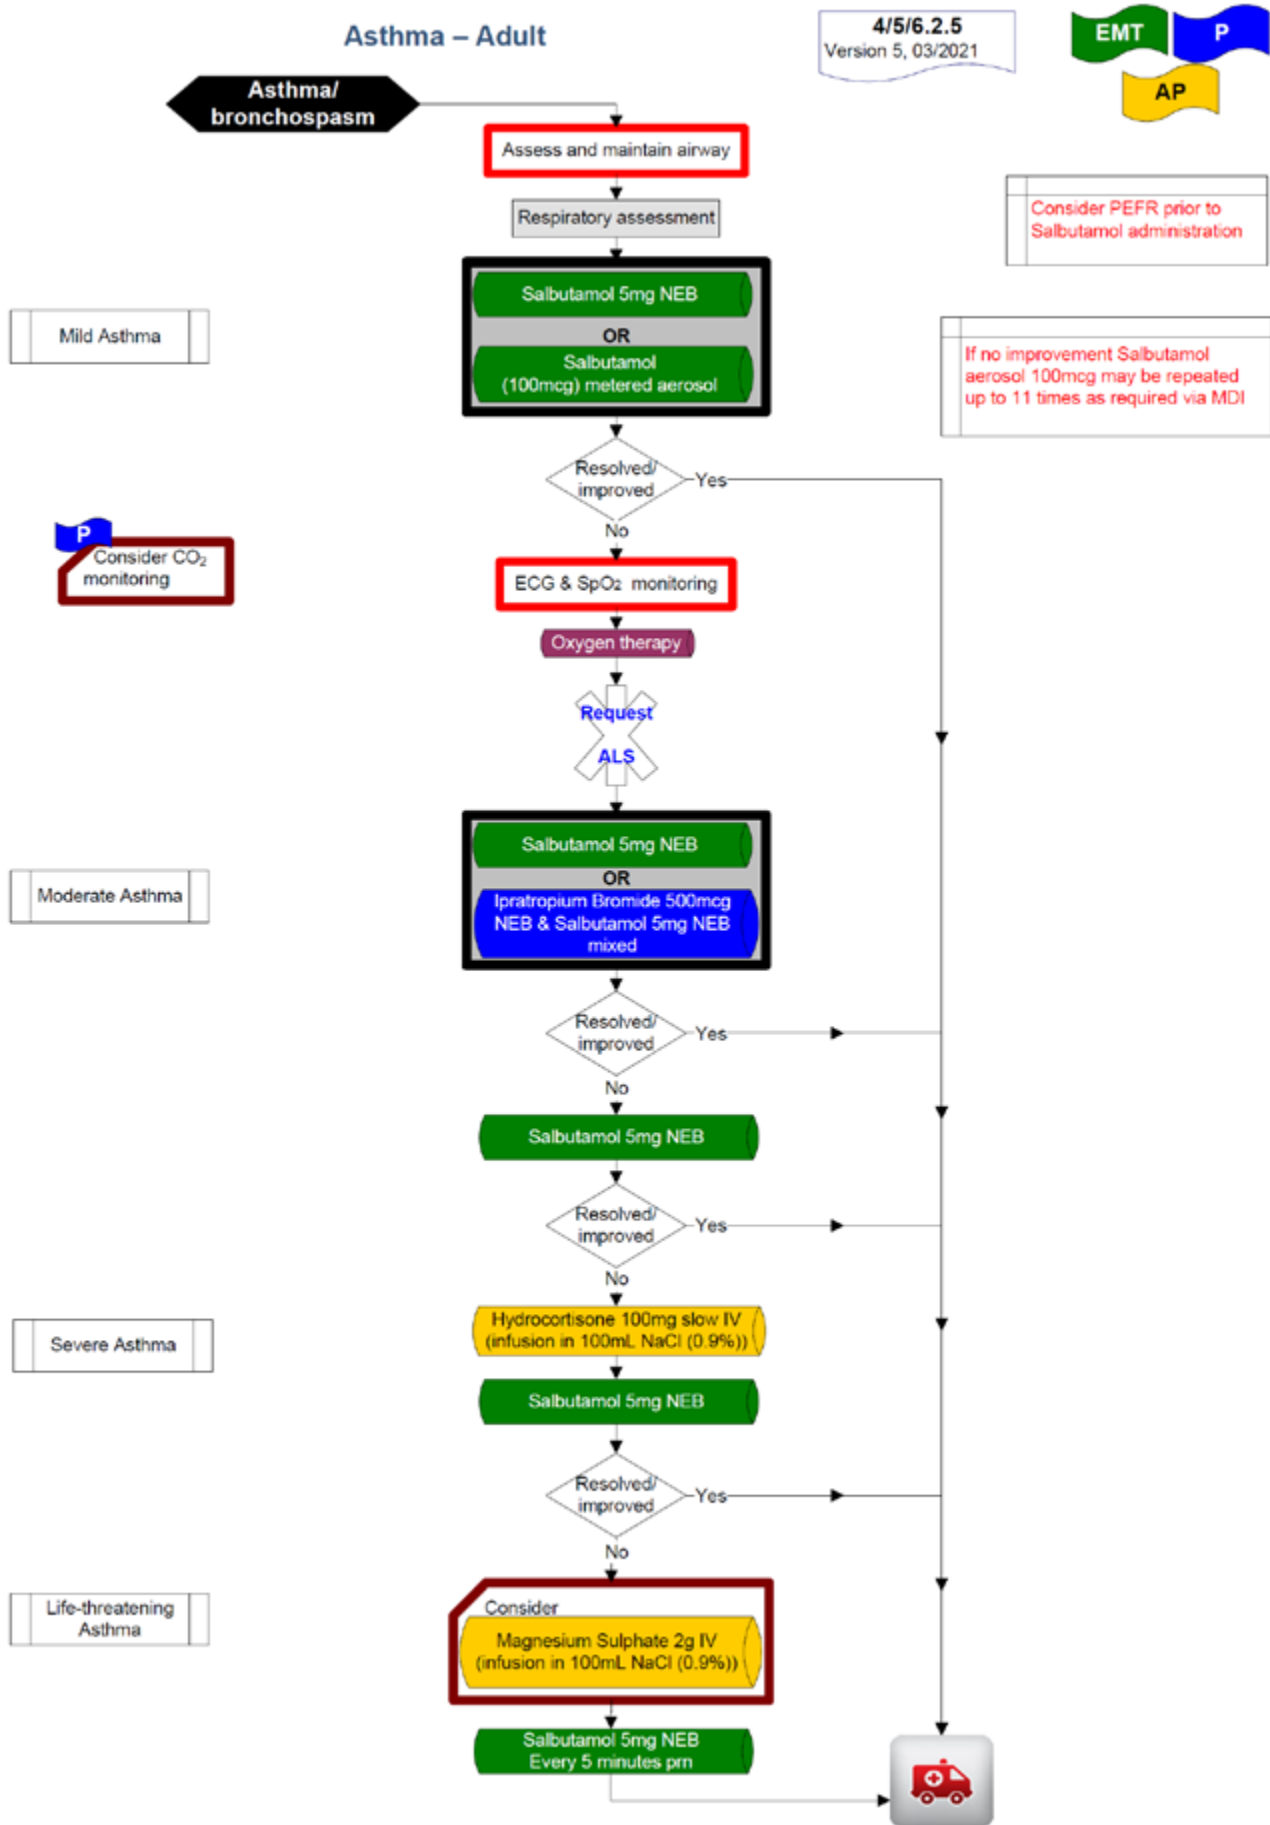 Asthma – Adult
4/5/6.2.5
Version 5, 03/2021
EMT
P
AP
Asthma/
bronchospasm
Assess and maintain airway
Respiratory assessment
Consider PEFR prior to
Salbutamol administration
Mild Asthma
Salbutamol 5mg NEB
OR
Salbutamol
(100mcg) metered aerosol
If no improvement Salbutamol
aerosol 100mcg may be repeated
up to 11 times as required via MDI
Resolved/
improved
Yes
No
P
Consider CO₂
monitoring
ECG & SpO₂ monitoring
Oxygen therapy
Request
ALS
Moderate Asthma
Salbutamol 5mg NEB
OR
Ipratropium Bromide 500mcg
NEB & Salbutamol 5mg NEB
mixed
Resolved/
improved
Yes
No
Salbutamol 5mg NEB
Resolved/
improved
Yes
No
Severe Asthma
Hydrocortisone 100mg slow IV
(infusion in 100mL NaCl (0.9%))
Salbutamol 5mg NEB
Resolved/
improved
Yes
No
Life-threatening
Asthma
Consider
Magnesium Sulphate 2g IV
(infusion in 100mL NaCl (0.9%))
Salbutamol 5mg NEB
Every 5 minutes prn